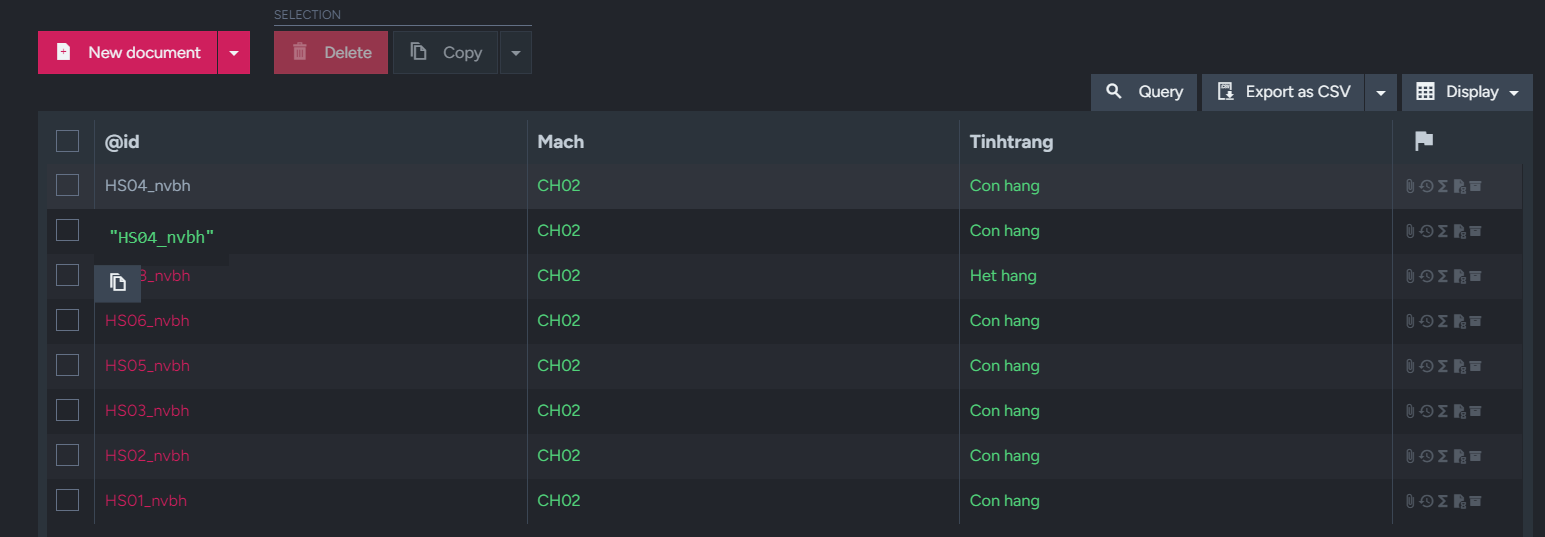 SELECTION
New document Delete Copy
Query Export as CSV Display
@id Mach Tinhtrang
HS04_nvbh CH02 Con hang
"HS04_nvbh" CH02 Con hang
CH02 Het hang
HS06_nvbh CH02 Con hang
HS05_nvbh CH02 Con hang
HS03_nvbh CH02 Con hang
HS02_nvbh CH02 Con hang
HS01_nvbh CH02 Con hang